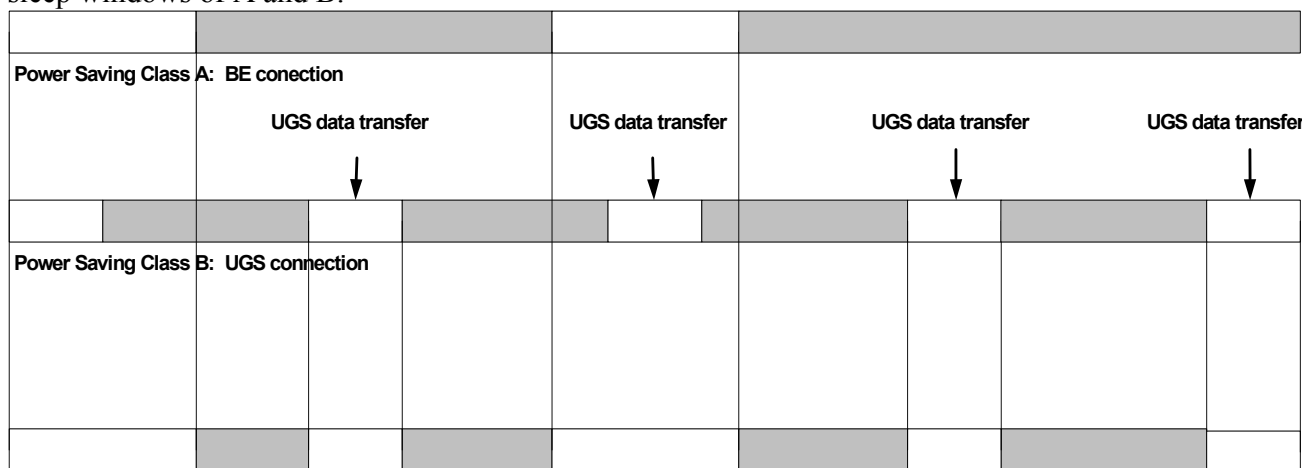 sleep windows of A and B.
Power Saving Class A: BE conection
UGS data transfer UGS data transfer UGS data transfer UGS data transfer
Power Saving Class B: UGS connection